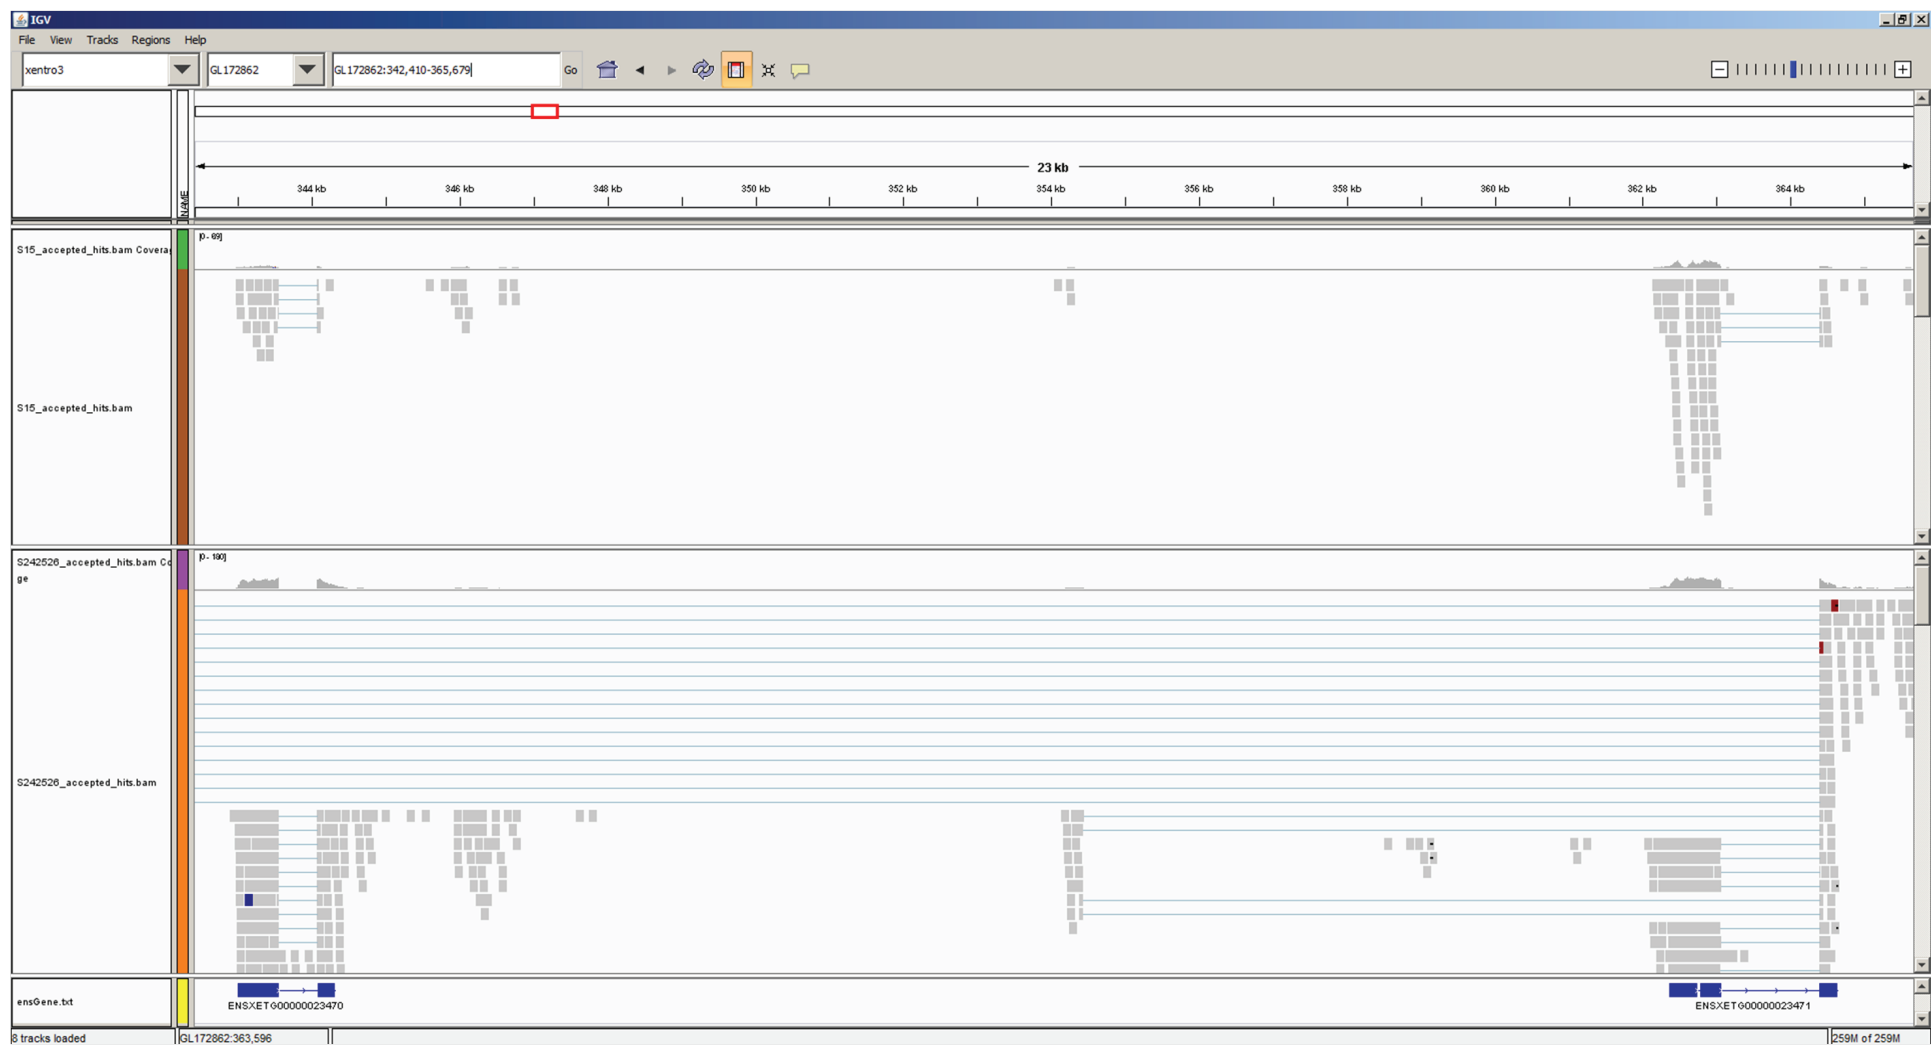 IGV
File View Tracks Regions Help
xentro3 GL172862 GL172862:342,410-365,679 Go
NAME
23 kb
344 kb 346 kb 348 kb 350 kb 352 kb 354 kb 356 kb 358 kb 360 kb 362 kb 364 kb
S15_accepted_hits.bam Covera
[0 - 69]
S15_accepted_hits.bam
S242526_accepted_hits.bam Co
ge
[0 - 180]
S242526_accepted_hits.bam
ensGene.txt
ENSXETG00000023470 ENSXETG00000023471
8 tracks loaded GL172862:363,596 259M of 259M